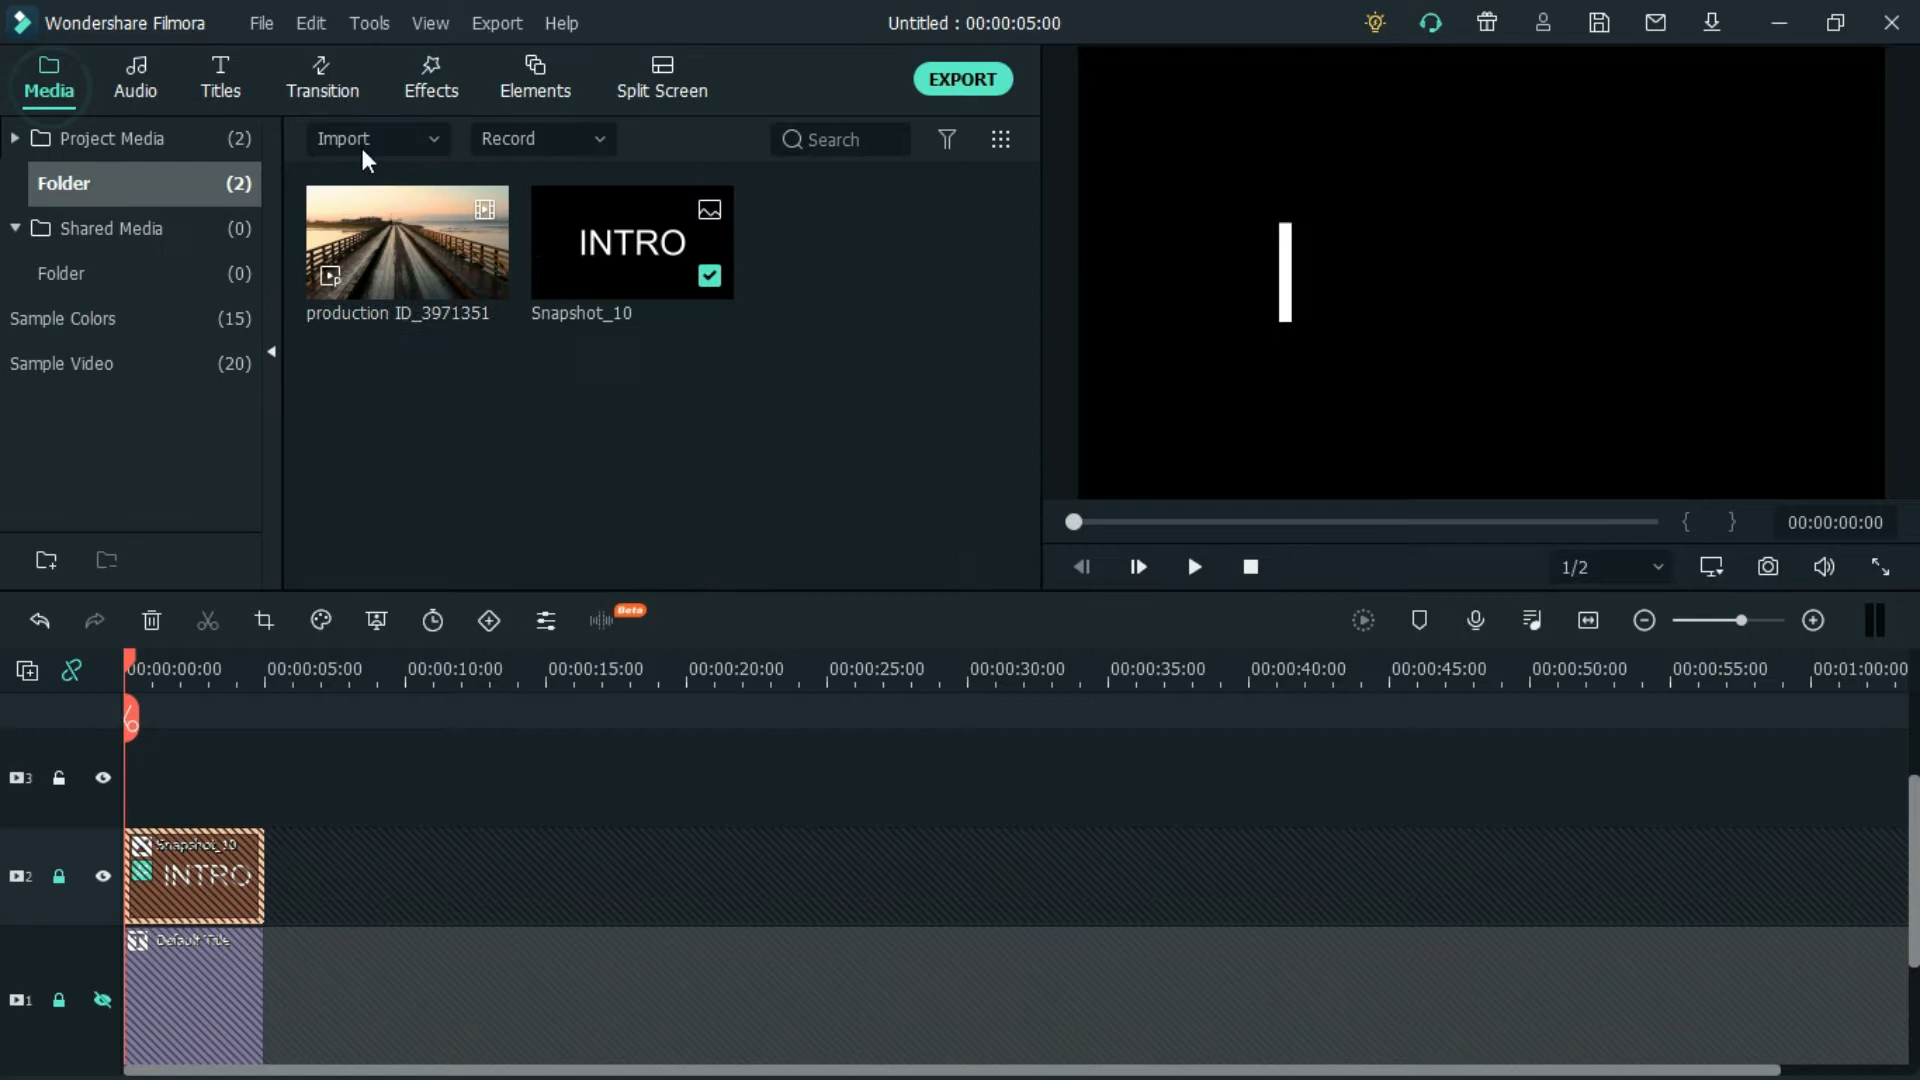 Wondershare Filmora
File
Edit
Tools
View
Export
Help
Untitled : 00:00:05:00
Media
Audio
Titles
Transition
Effects
Elements
Split Screen
EXPORT
Project Media (2)
Folder (2)
Shared Media (0)
Folder (0)
Sample Colors (15)
Sample Video (20)
Import
Record
Search
INTRO
production ID_3971351
Snapshot_10
{ }
00:00:00:00
1/2
Beta
00:00:00:00
00:00:05:00
00:00:10:00
00:00:15:00
00:00:20:00
00:00:25:00
00:00:30:00
00:00:35:00
00:00:40:00
00:00:45:00
00:00:50:00
00:00:55:00
00:01:00:00
3
2
Snapshot_10
INTRO
1
Default Title